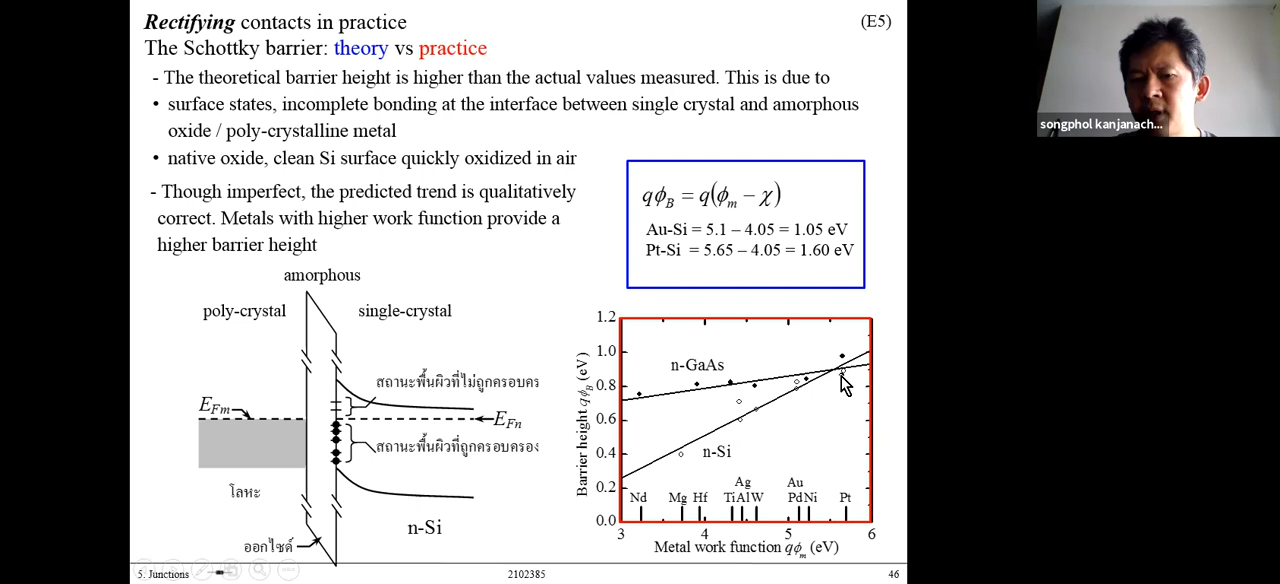 Rectifying contacts in practice
(E5)
The Schottky barrier: theory vs practice
- The theoretical barrier height is higher than the actual values measured. This is due to
• surface states, incomplete bonding at the interface between single crystal and amorphous
oxide / poly-crystalline metal
• native oxide, clean Si surface quickly oxidized in air
- Though imperfect, the predicted trend is qualitatively
correct. Metals with higher work function provide a
higher barrier height
qϕB = q(ϕm − χ)
Au-Si = 5.1 – 4.05 = 1.05 eV
Pt-Si = 5.65 – 4.05 = 1.60 eV
amorphous
poly-crystal
single-crystal
สถานะพื้นผิวที่ไม่ถูกครอบคร
EFm
EFn
สถานะพื้นผิวที่ถูกครอบครอง
โลหะ
n-Si
ออกไซด์
1.2
1.0
0.8
0.6
0.4
0.2
0.0
Barrier height qϕB (eV)
n-GaAs
n-Si
Ag Au
Nd Mg Hf Ti Al W Pd Ni Pt
3 4 5 6
Metal work function qϕm (eV)
5. Junctions
2102385
46
songphol kanjanach...